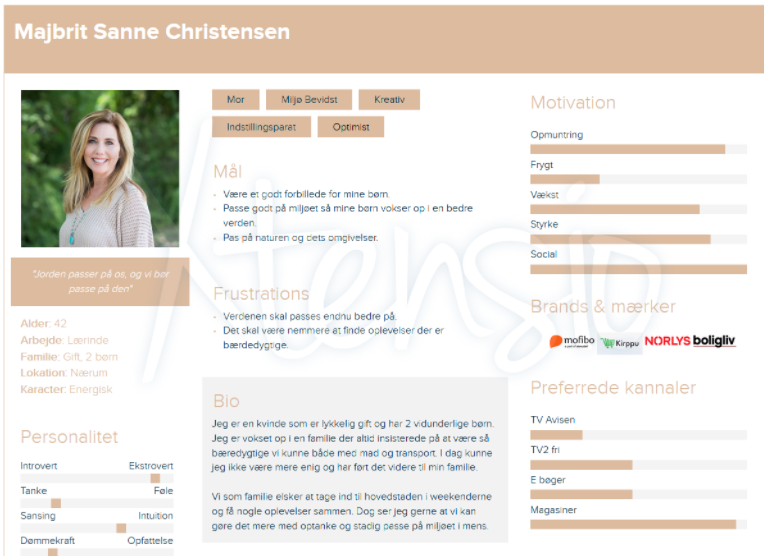 Majbrit Sanne Christensen
Mor
Miljø Bevidst
Kreativ
Indstillingsparat
Optimist
Mål
- Være et godt forbillede for mine børn.
- Passe godt på miljøet så mine børn vokser op i en bedre
verden.
- Pas på naturen og dets omgivelser.
"Jorden passer på os, og vi bør
passe på den"
Alder: 42
Arbejde: Lærinde
Familie: Gift, 2 børn
Lokation: Nærum
Karacter: Energisk
Personalitet
Introvert Ekstrovert
Tanke Føle
Sansing Intuition
Dømmekraft Opfattelse
Frustrations
- Verdenen skal passes endnu bedre på.
- Det skal være nemmere at finde oplevelser der er
bærdedygtige.
Bio
Jeg er en kvinde som er lykkelig gift og har 2 vidunderlige børn.
Jeg er vokset op i en familie der altid insisterede på at være så
bæredygtige vi kunne både med mad og transport. I dag kunne
jeg ikke være mere enig og har ført det videre til min familie.
Vi som familie elsker at tage ind til hovedstaden i weekenderne
og få nogle oplevelser sammen. Dog ser jeg gerne at vi kan
gøre det mere med optanke og stadig passe på miljøet i mens.
Motivation
Opmuntring
Frygt
Vækst
Styrke
Social
Brands & mærker
mofibo
Kirppu
NORLYS
boligliv
Preferrede kannaler
TV Avisen
TV2 fri
E bøger
Magasiner
Xtensio